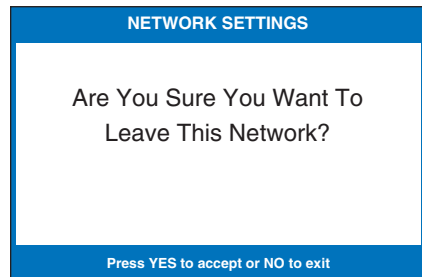 NETWORK SETTINGS
Are You Sure You Want To
Leave This Network?
Press YES to accept or NO to exit